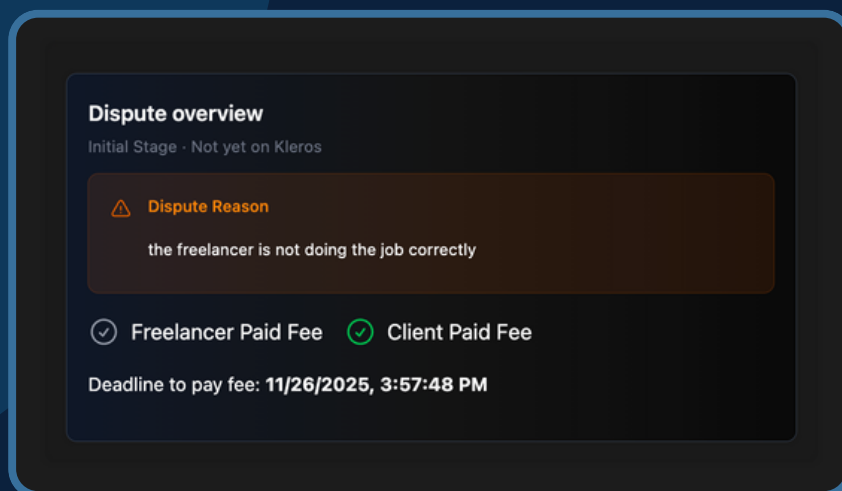 Dispute overview
Initial Stage · Not yet on Kleros
Dispute Reason
the freelancer is not doing the job correctly
Freelancer Paid Fee Client Paid Fee
Deadline to pay fee: 11/26/2025, 3:57:48 PM